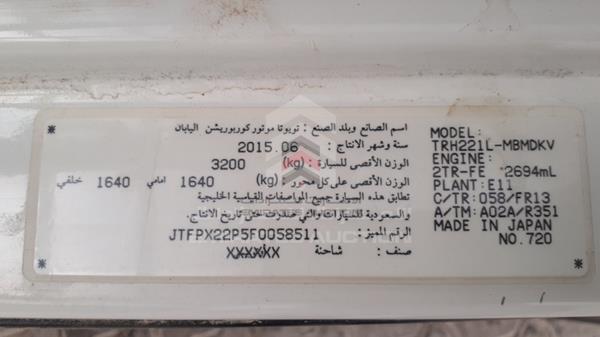 اسم الصانع وبلد الصنع : تويوتا موتور كوربوريشن اليابان
سنة وشهر الانتاج : 2015.06
الوزن الأقصى للسيارة : (kg) 3200
الوزن الأقصى على كل محور : (kg) 1640 امامي 1640 خلفي
تطابق هذه السيارة جميع المواصفات القياسية الخليجية
والسعودية للسيارات والتي صدرت حتى تاريخ الانتاج.
الرقم المميز : JTFPX22P5F0058511
صنف : شاحنة XXXXXX
MODEL:
TRH221L-MBMDKV
ENGINE:
2TR-FE 2694mL
PLANT: E11
C/TR: 058/FR13
A/TM: A02A/R351
MADE IN JAPAN
NO.720
AUCTION